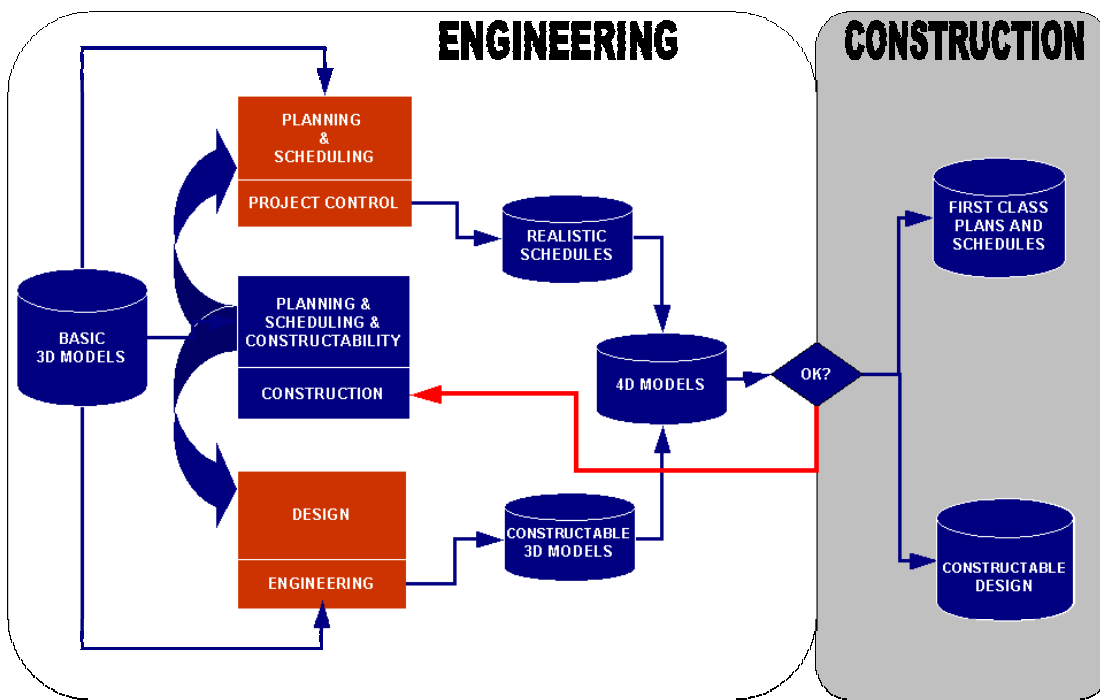 ENGINEERING
CONSTRUCTION
PLANNING
&
SCHEDULING
PROJECT CONTROL
REALISTIC
SCHEDULES
FIRST CLASS
PLANS AND
SCHEDULES
BASIC
3D MODELS
PLANNING &
SCHEDULING &
CONSTRUCTABILITY
CONSTRUCTION
4D MODELS
OK?
DESIGN
ENGINEERING
CONSTRUCTABLE
3D MODELS
CONSTRUCTABLE
DESIGN